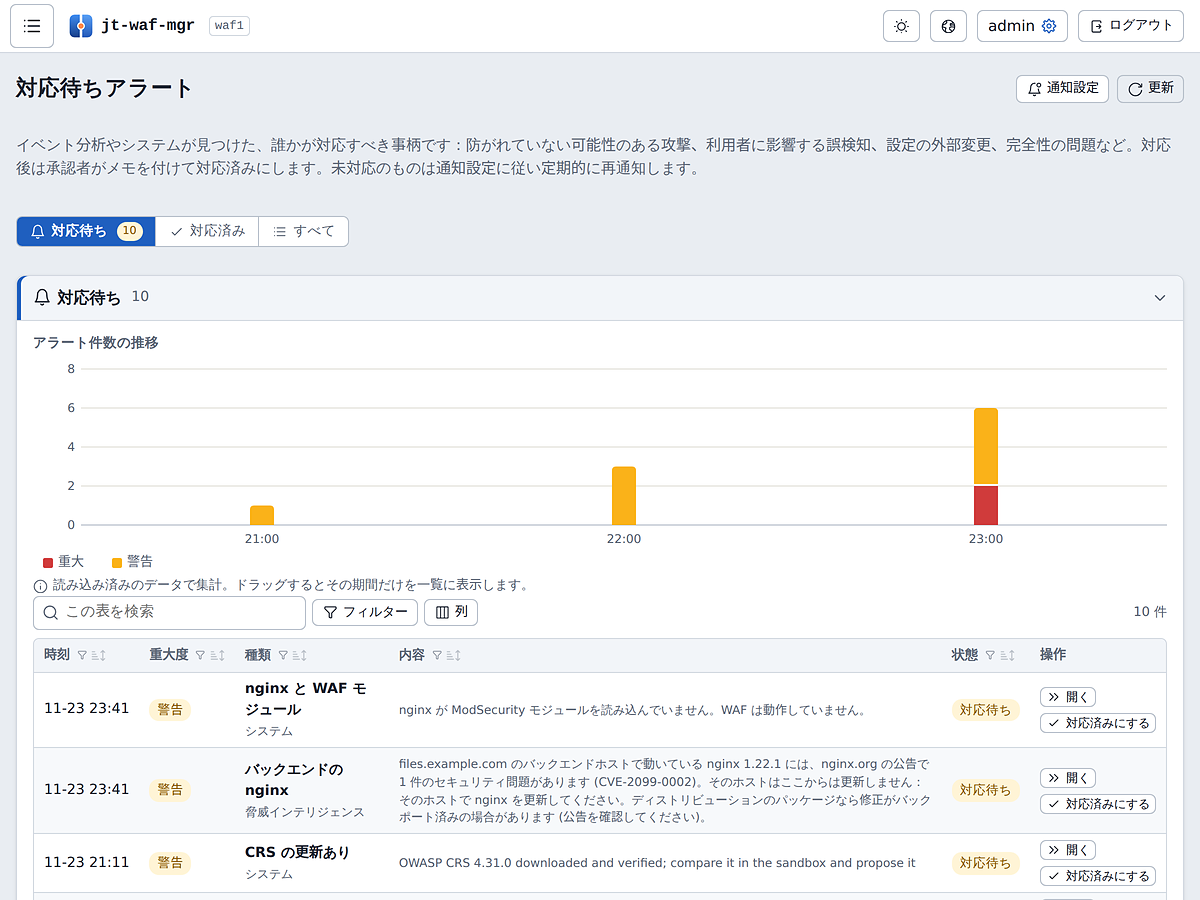 jt-waf-mgr
waf1
admin
ログアウト
対応待ちアラート
通知設定
更新
イベント分析やシステムが見つけた、誰かが対応すべき事柄です：防がれていない可能性のある攻撃、利用者に影響する誤検知、設定の外部変更、完全性の問題など。対応
後は承認者がメモを付けて対応済みにします。未対応のものは通知設定に従い定期的に再通知します。
対応待ち 10
対応済み
すべて
対応待ち 10
アラート件数の推移
8
6
4
2
0
21:00
22:00
23:00
重大
警告
読み込み済みのデータで集計。ドラッグするとその期間だけを一覧に表示します。
この表を検索
フィルター
列
10 件
時刻
重大度
種類
内容
状態
操作
11-23 23:41
警告
nginx と WAF モ
ジュール
システム
nginx が ModSecurity モジュールを読み込んでいません。WAF は動作していません。
対応待ち
開く
対応済みにする
11-23 23:41
警告
バックエンドの
nginx
脅威インテリジェンス
files.example.com のバックエンドホストで動いている nginx 1.22.1 には、nginx.org の公告で
1 件のセキュリティ問題があります (CVE-2099-0002)。そのホストはここからは更新しません：
そのホストで nginx を更新してください。ディストリビューションのパッケージなら修正がバック
ポート済みの場合があります (公告を確認してください)。
対応待ち
開く
対応済みにする
11-23 21:11
警告
CRS の更新あり
システム
OWASP CRS 4.31.0 downloaded and verified; compare it in the sandbox and propose it
対応待ち
開く
対応済みにする